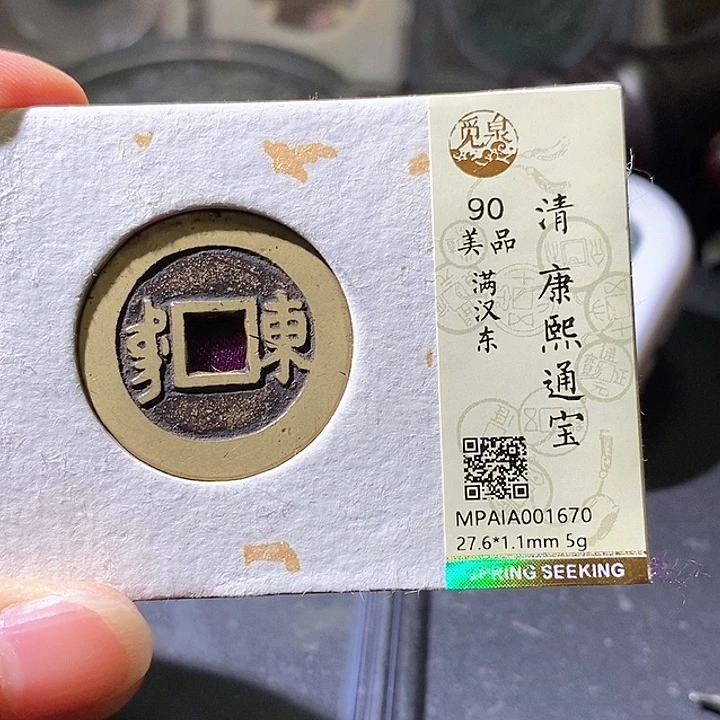 觅泉
90
美品
满汉东
清 康熙通宝
東
MPAIA001670
27.6*1.1mm 5g
SPRING SEEKING